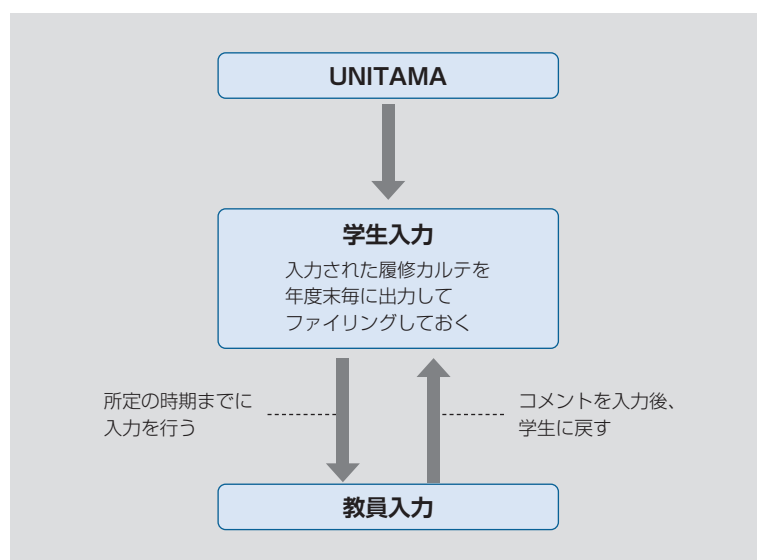 UNITAMA
学生入力
入力された履修カルテを
年度末毎に出力して
ファイリングしておく
所定の時期までに
入力を行う
コメントを入力後、
学生に戻す
教員入力